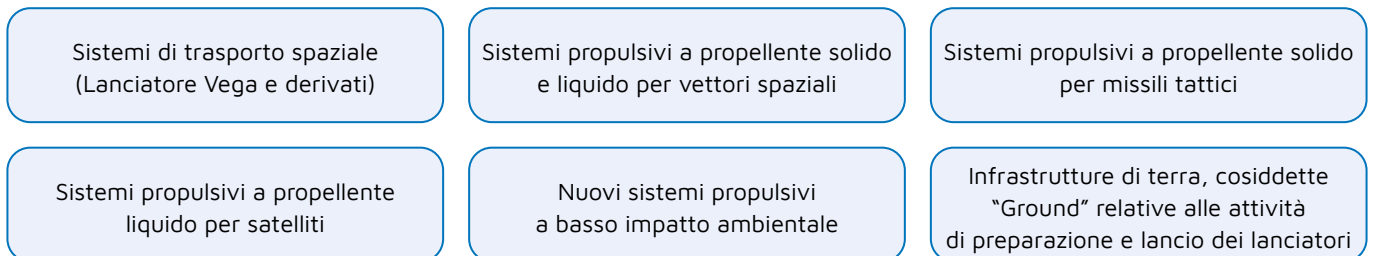 Sistemi di trasporto spaziale
(Lanciatore Vega e derivati)
Sistemi propulsivi a propellente solido
e liquido per vettori spaziali
Sistemi propulsivi a propellente solido
per missili tattici
Sistemi propulsivi a propellente
liquido per satelliti
Nuovi sistemi propulsivi
a basso impatto ambientale
Infrastrutture di terra, cosiddette
“Ground” relative alle attività
di preparazione e lancio dei lanciatori